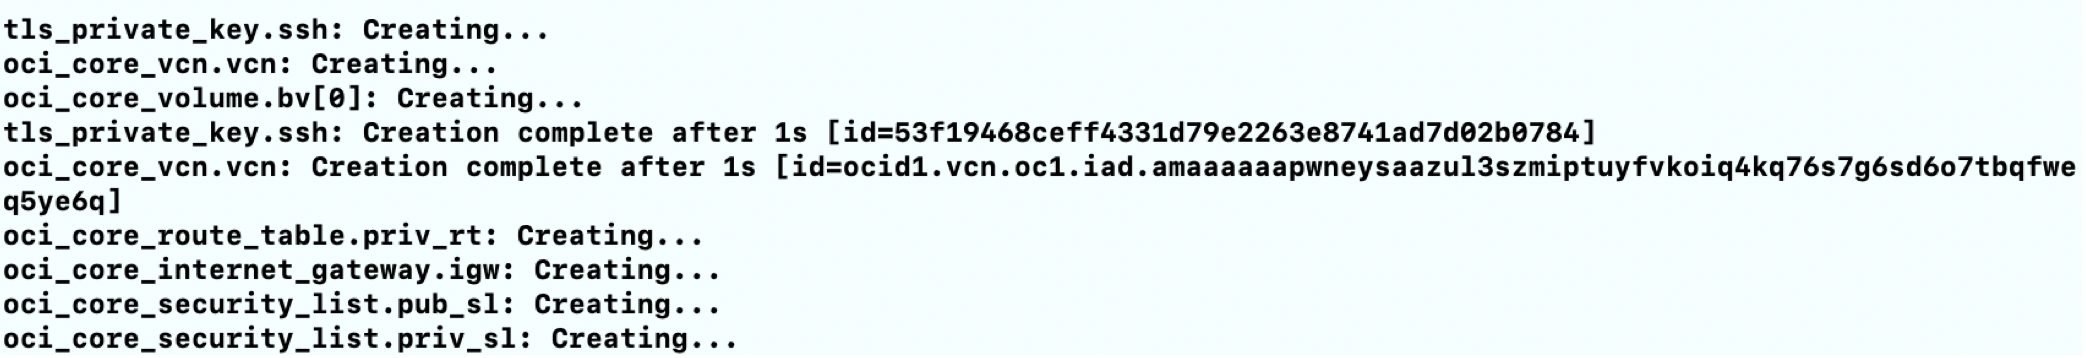 tls_private_key.ssh: Creating...
oci_core_vcn.vcn: Creating...
oci_core_volume.bv[0]: Creating...
tls_private_key.ssh: Creation complete after 1s [id=53f19468ceff4331d79e2263e8741ad7d02b0784]
oci_core_vcn.vcn: Creation complete after 1s [id=ocid1.vcn.oc1.iad.amaaaaaapwneysaazul3szmiptuyfvkoiq4kq76s7g6sd6o7tbqfwe
q5ye6q]
oci_core_route_table.priv_rt: Creating...
oci_core_internet_gateway.igw: Creating...
oci_core_security_list.pub_sl: Creating...
oci_core_security_list.priv_sl: Creating...